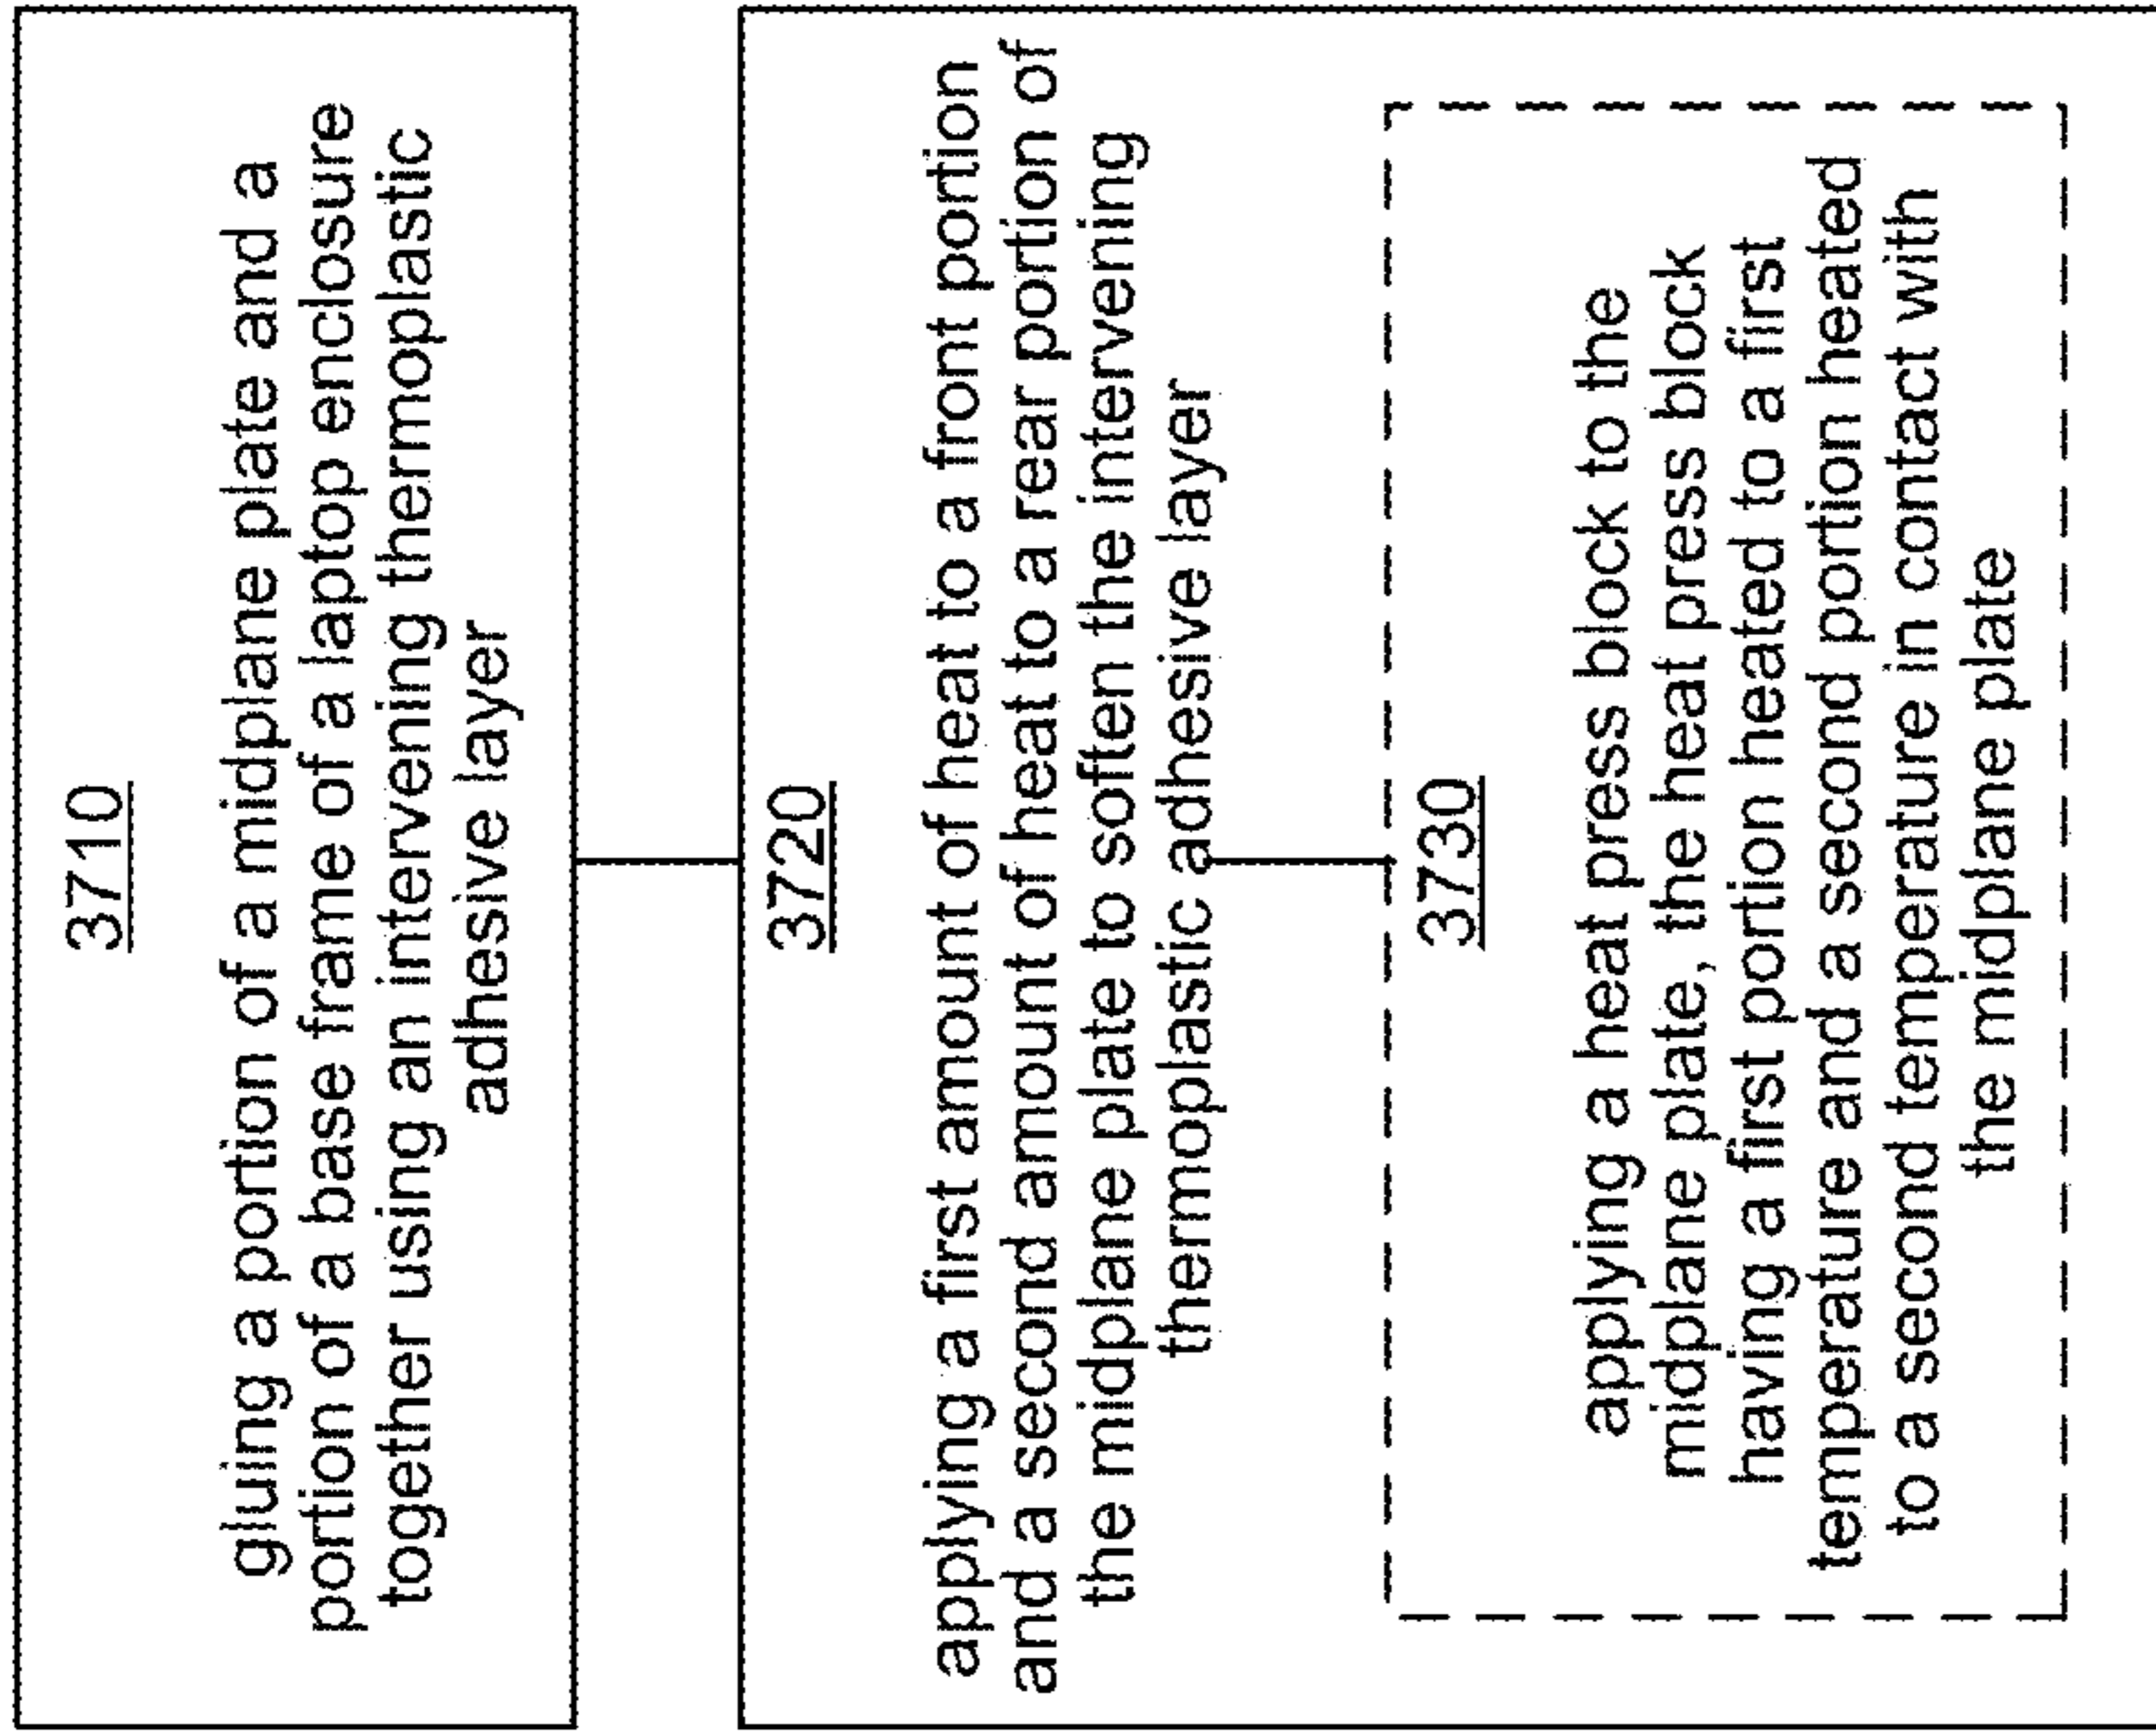 3710
gluing a portion of a midplane plate and a
portion of a base frame of a laptop enclosure
together using an intervening thermoplastic
adhesive layer
3720
applying a first amount of heat to a front portion
and a second amount of heat to a rear portion of
the midplane plate to soften the intervening
thermoplastic adhesive layer
3730
applying a heat press block to the
midplane plate, the heat press block
having a first portion heated to a first
temperature and a second portion heated
to a second temperature in contact with
the midplane plate